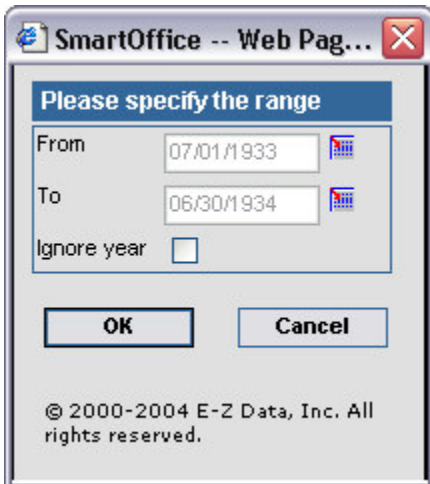 SmartOffice -- Web Pag...
Please specify the range
From 07/01/1933
To 06/30/1934
Ignore year
OK Cancel
© 2000-2004 E-Z Data, Inc. All
rights reserved.